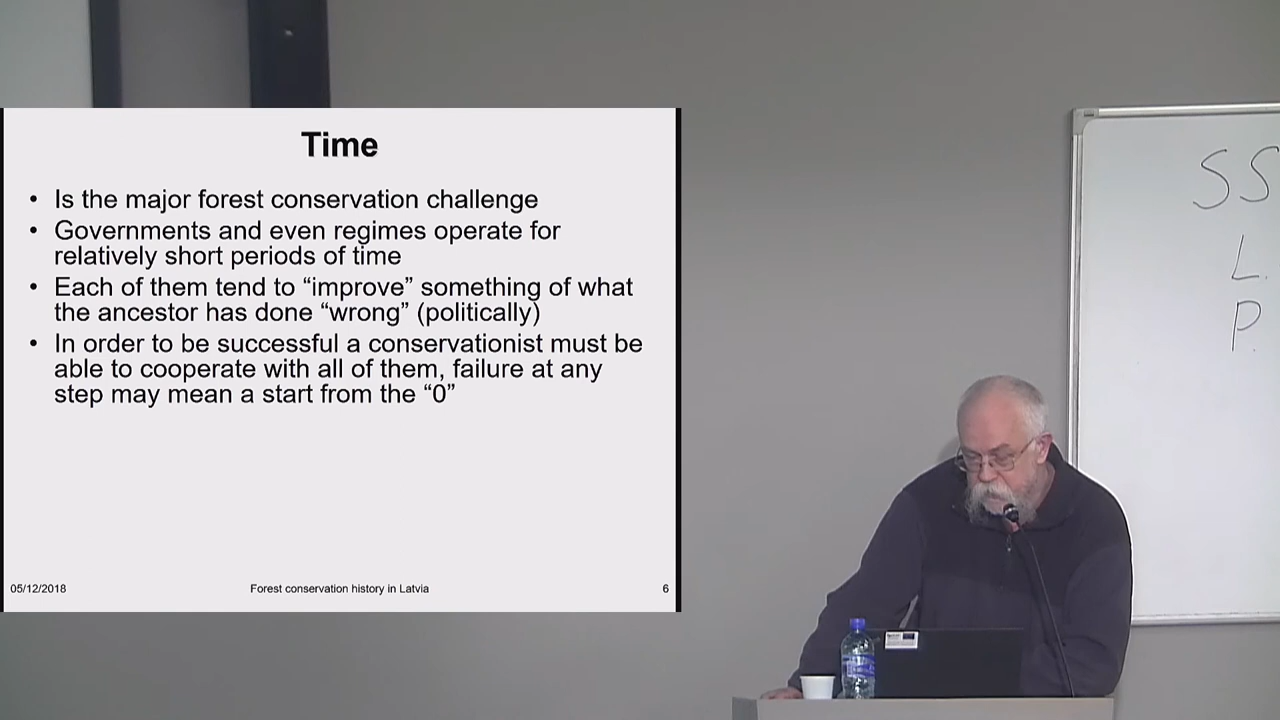 Time
• Is the major forest conservation challenge
• Governments and even regimes operate for
relatively short periods of time
• Each of them tend to “improve” something of what
the ancestor has done “wrong” (politically)
• In order to be successful a conservationist must be
able to cooperate with all of them, failure at any
step may mean a start from the “0”
05/12/2018
Forest conservation history in Latvia
6
SS
L.
P.